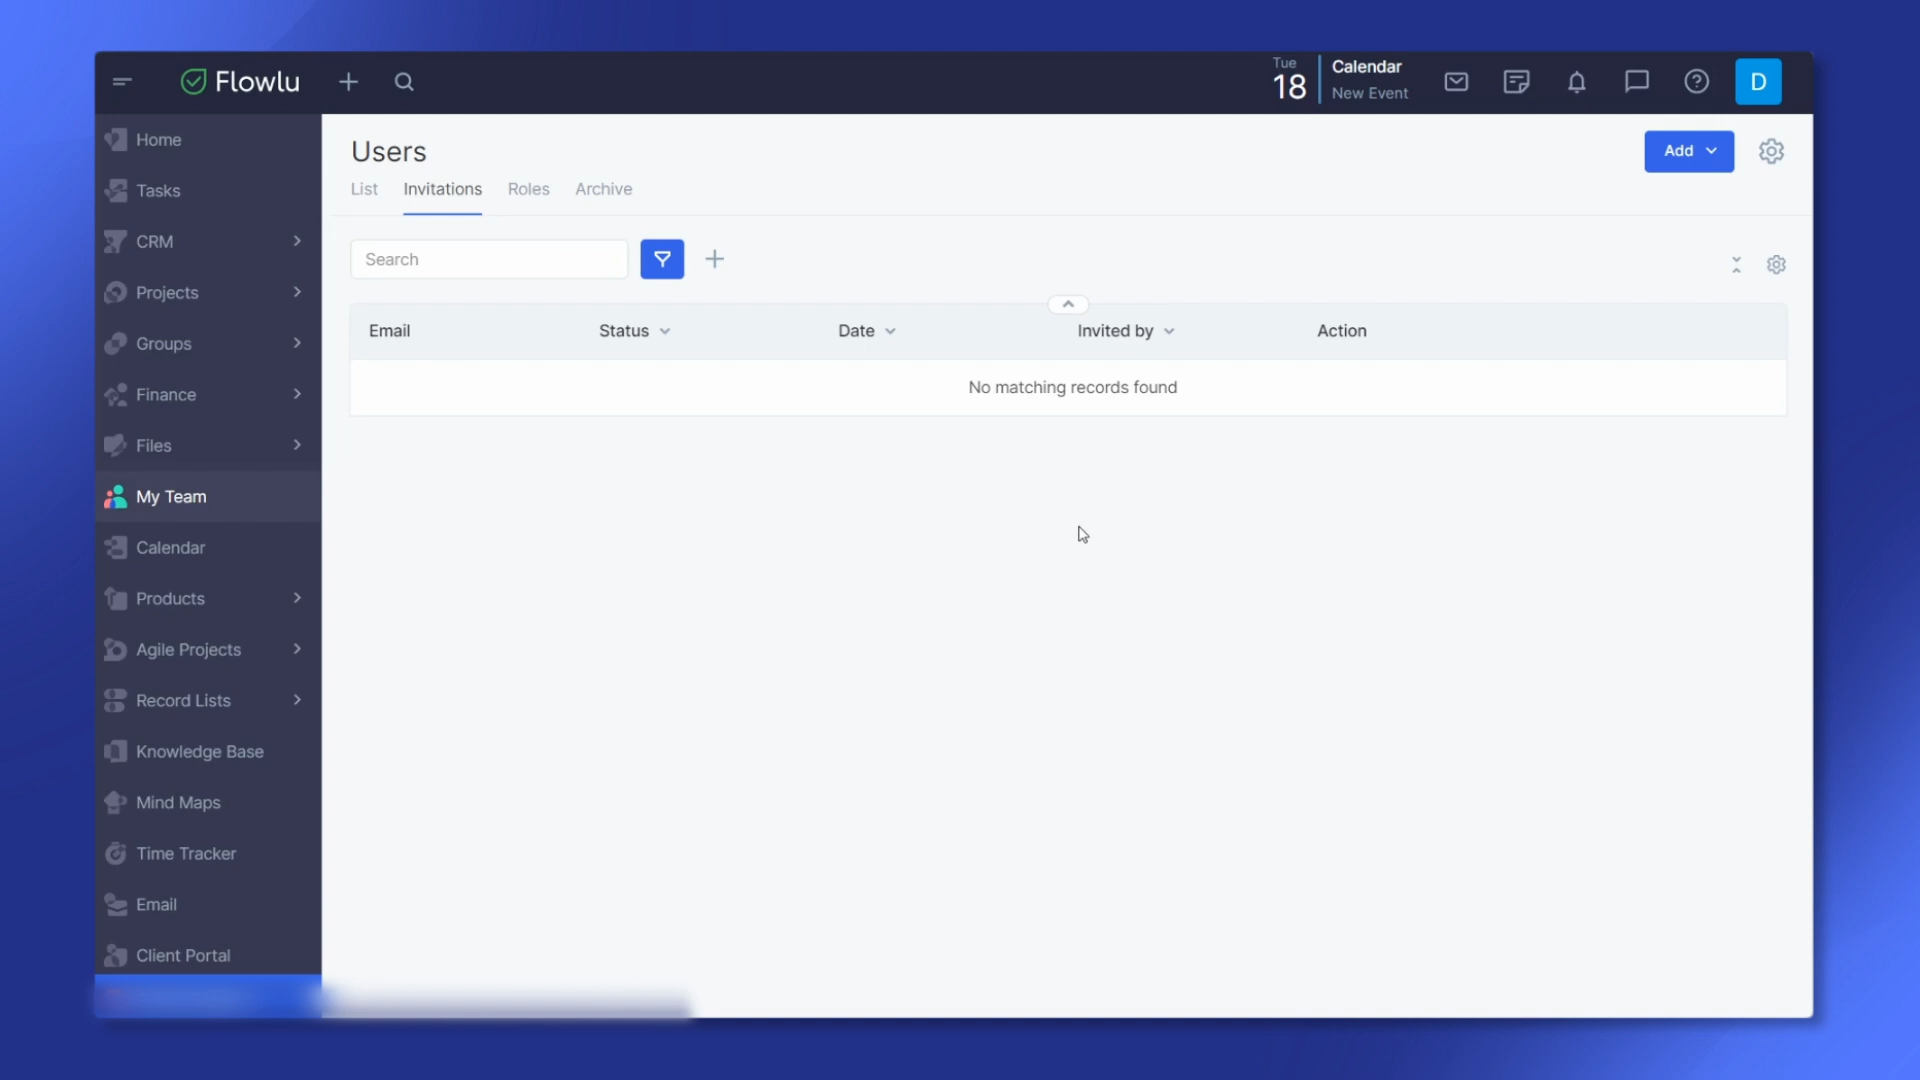 Flowlu
Tue
18
Calendar
New Event
D
Home
Tasks
CRM
Projects
Groups
Finance
Files
My Team
Calendar
Products
Agile Projects
Record Lists
Knowledge Base
Mind Maps
Time Tracker
Email
Client Portal
Users
Add
List Invitations Roles Archive
Search
Email Status Date Invited by Action
No matching records found